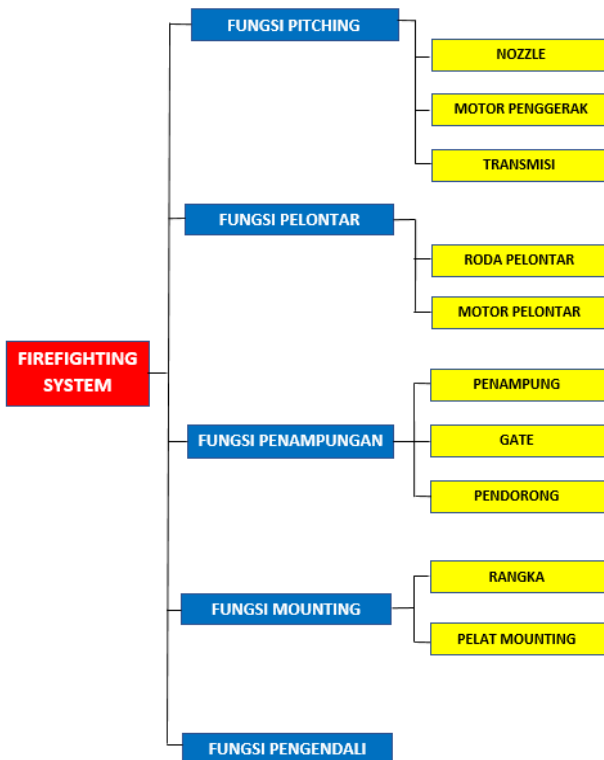 FUNGSI PITCHING
NOZZLE
MOTOR PENGGERAK
TRANSMISI
FUNGSI PELONTAR
RODA PELONTAR
MOTOR PELONTAR
FIREFIGHTING
SYSTEM
PENAMPUNG
FUNGSI PENAMPUNGAN
GATE
PENDORONG
RANGKA
FUNGSI MOUNTING
PELAT MOUNTING
FUNGSI PENGENDALI